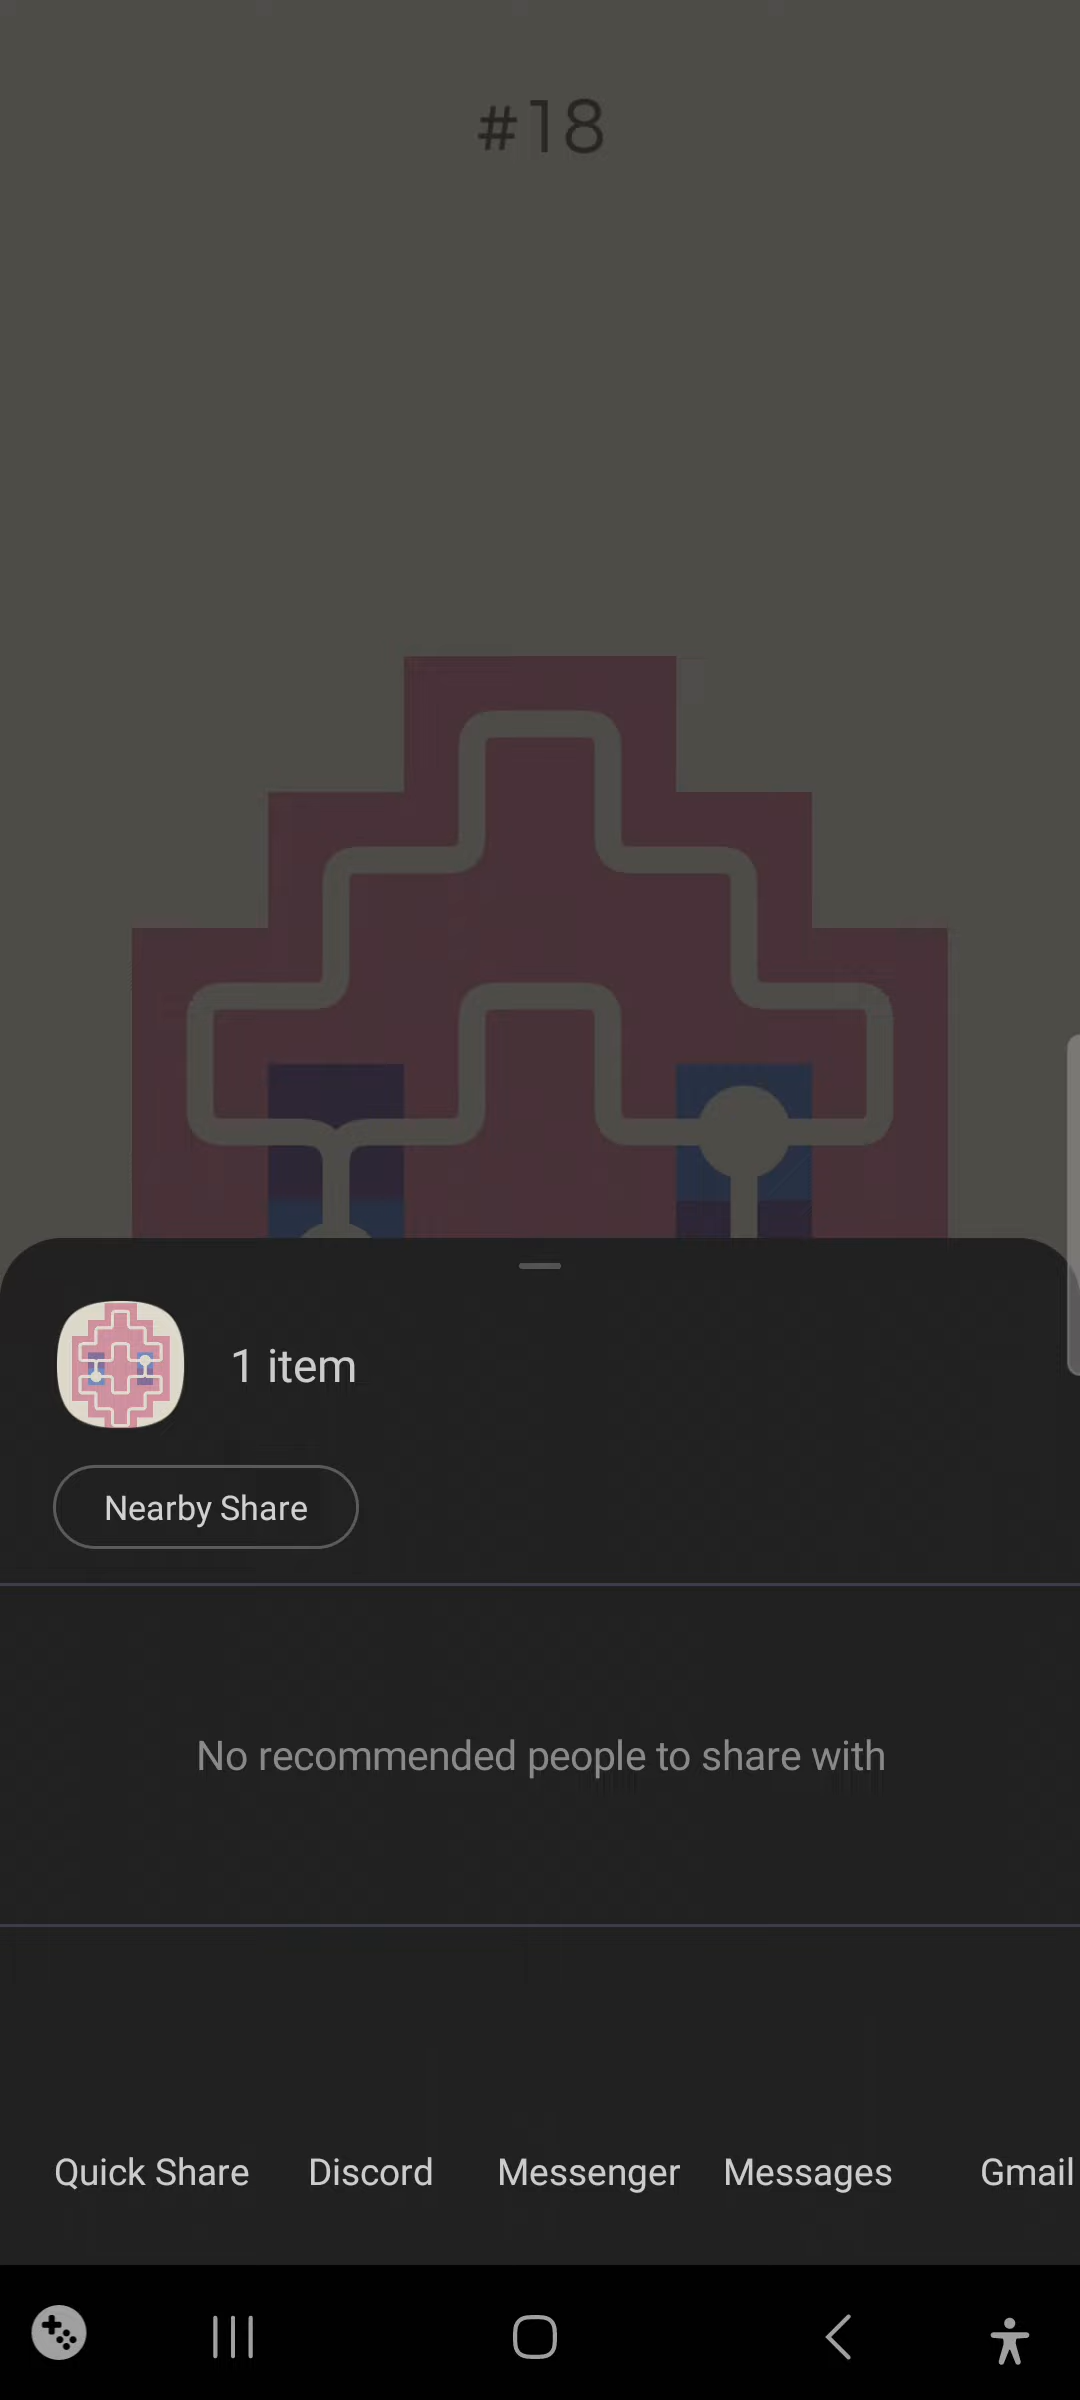 #18
1 item
Nearby Share
No recommended people to share with
Quick Share Discord Messenger Messages Gmail